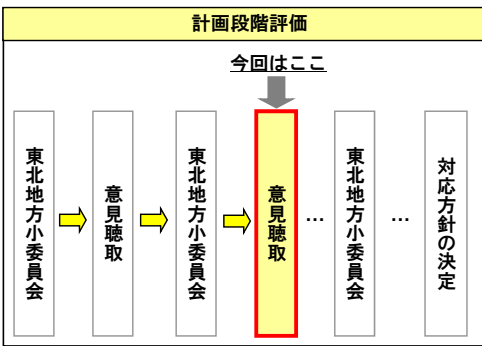 計画段階評価
今回はここ
東北地方小委員会
意見聴取
東北地方小委員会
意見聴取
…
東北地方小委員会
…
対応方針の決定